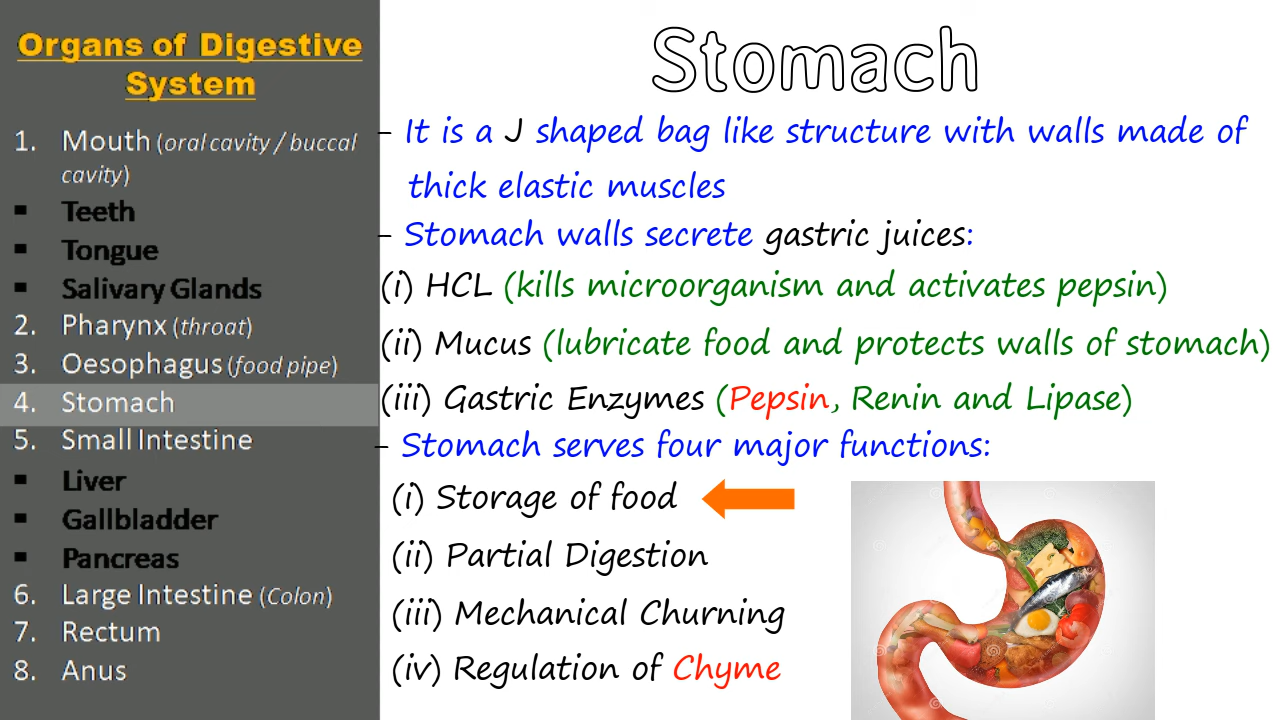 Organs of Digestive
System
1. Mouth (oral cavity / buccal
cavity)
▪ Teeth
▪ Tongue
▪ Salivary Glands
2. Pharynx (throat)
3. Oesophagus (food pipe)
4. Stomach
5. Small Intestine
▪ Liver
▪ Gallbladder
▪ Pancreas
6. Large Intestine (Colon)
7. Rectum
8. Anus
Stomach
- It is a J shaped bag like structure with walls made of
thick elastic muscles
- Stomach walls secrete gastric juices:
(i) HCL (kills microorganism and activates pepsin)
(ii) Mucus (lubricate food and protects walls of stomach)
(iii) Gastric Enzymes (Pepsin, Renin and Lipase)
- Stomach serves four major functions:
(i) Storage of food
(ii) Partial Digestion
(iii) Mechanical Churning
(iv) Regulation of Chyme